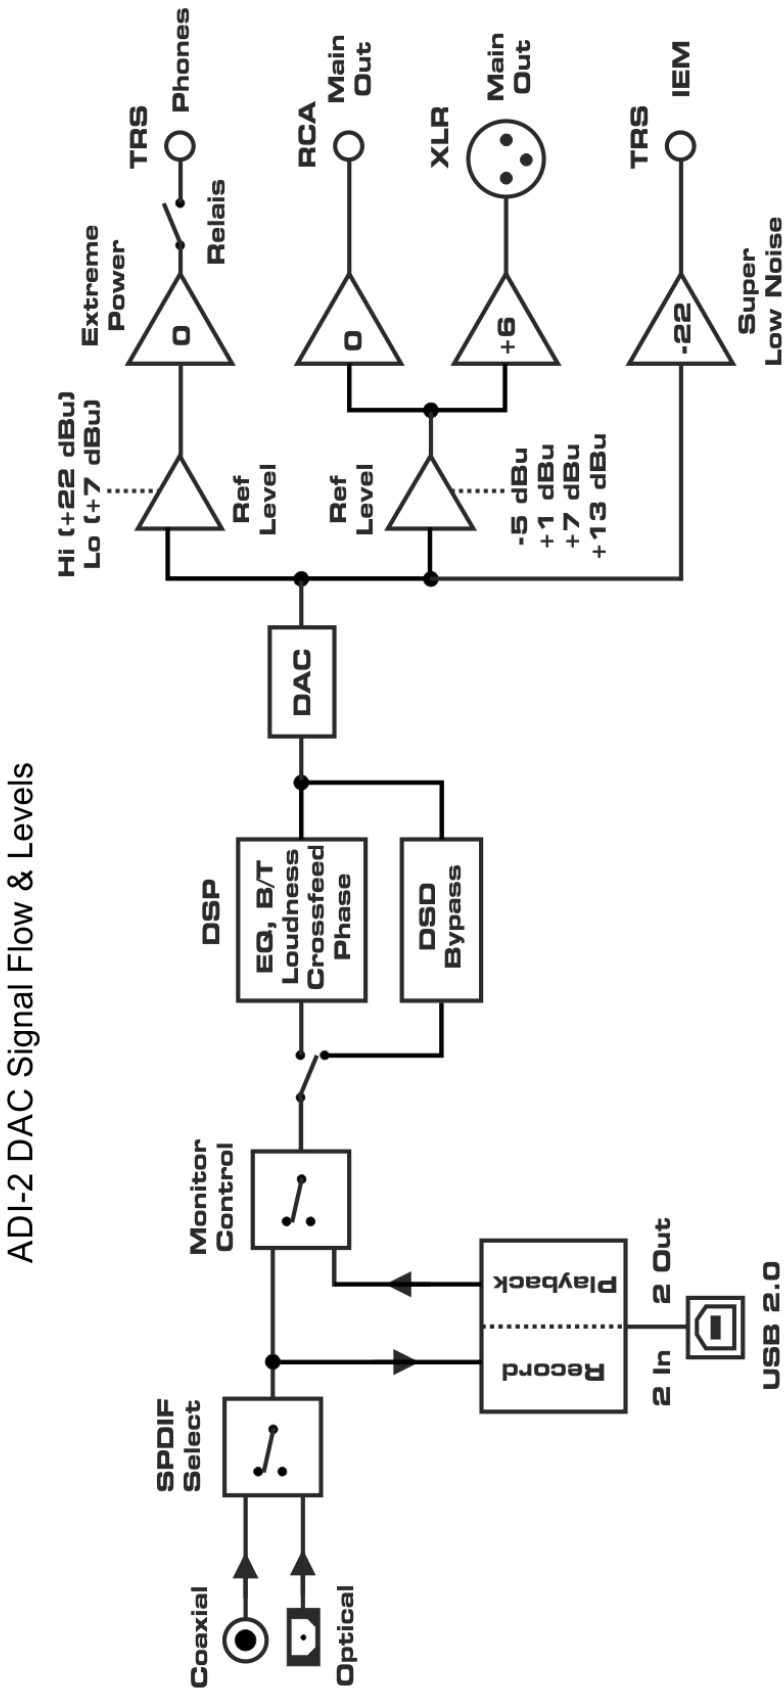 ADI-2 DAC Signal Flow & Levels
Coaxial
Optical
SPDIF
Select
Record
Playback
2 In
2 Out
USB 2.0
Monitor
Control
DSP
EQ, B/T
Loudness
Crossfeed
Phase
DSD
Bypass
DAC
Hi (+22 dBu)
Lo (+7 dBu)
Ref
Level
Extreme
Power
0
Relais
TRS
Phones
Ref
Level
-5 dBu
+1 dBu
+7 dBu
+13 dBu
0
RCA
Main
Out
+6
XLR
Main
Out
-22
Super
Low Noise
TRS
IEM